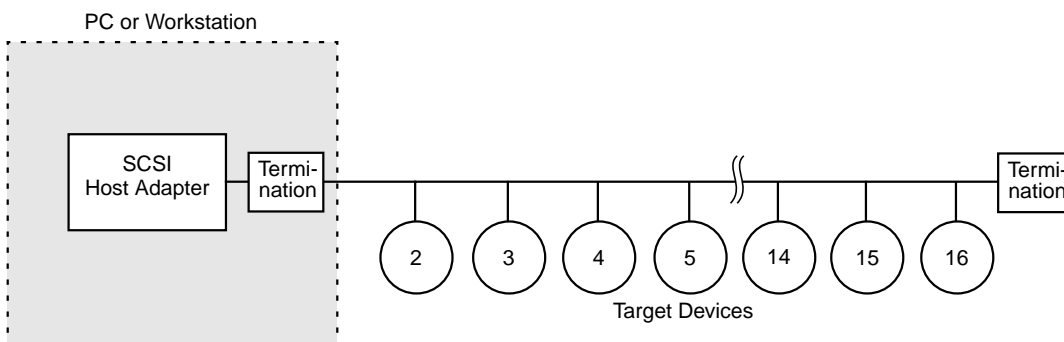 PC or Workstation
SCSI
Host Adapter
Termi-
nation
Termi-
nation
2
3
4
5
14
15
16
Target Devices